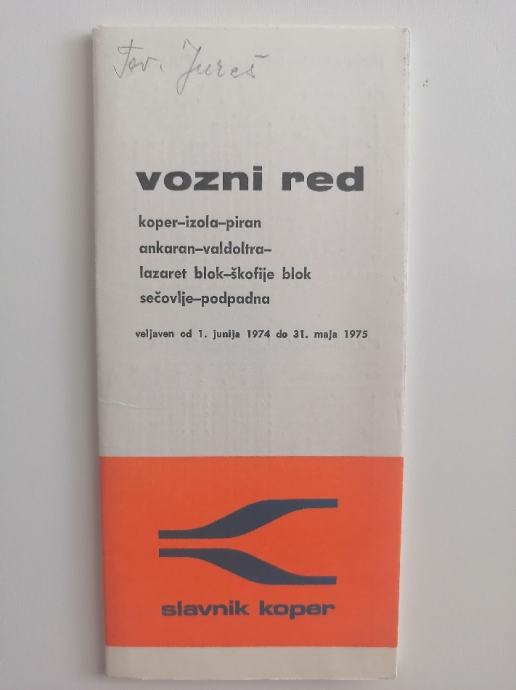 Tov. Jureš
vozni red
koper–izola–piran
ankaran–valdoltra–
lazaret blok–škofije blok
sečovlje–podpadna
veljaven od 1. junija 1974 do 31. maja 1975
slavnik koper